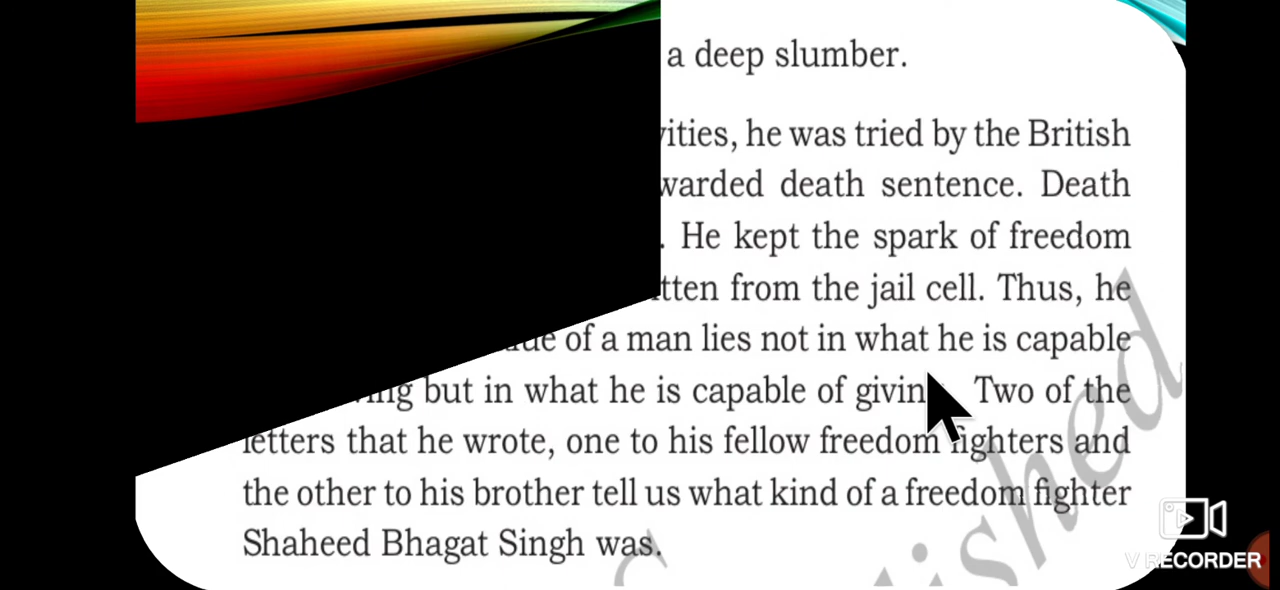 a deep slumber.
he was tried by the British
death sentence. Death
. He kept the spark of freedom
from the jail cell. Thus, he
of a man lies not in what he is capable
but in what he is capable of Two of the
letters that he wrote, one to his fellow freedom fighters and
the other to his brother tell us what kind of a freedom fighter
Shaheed Bhagat Singh was.
V RECORDER